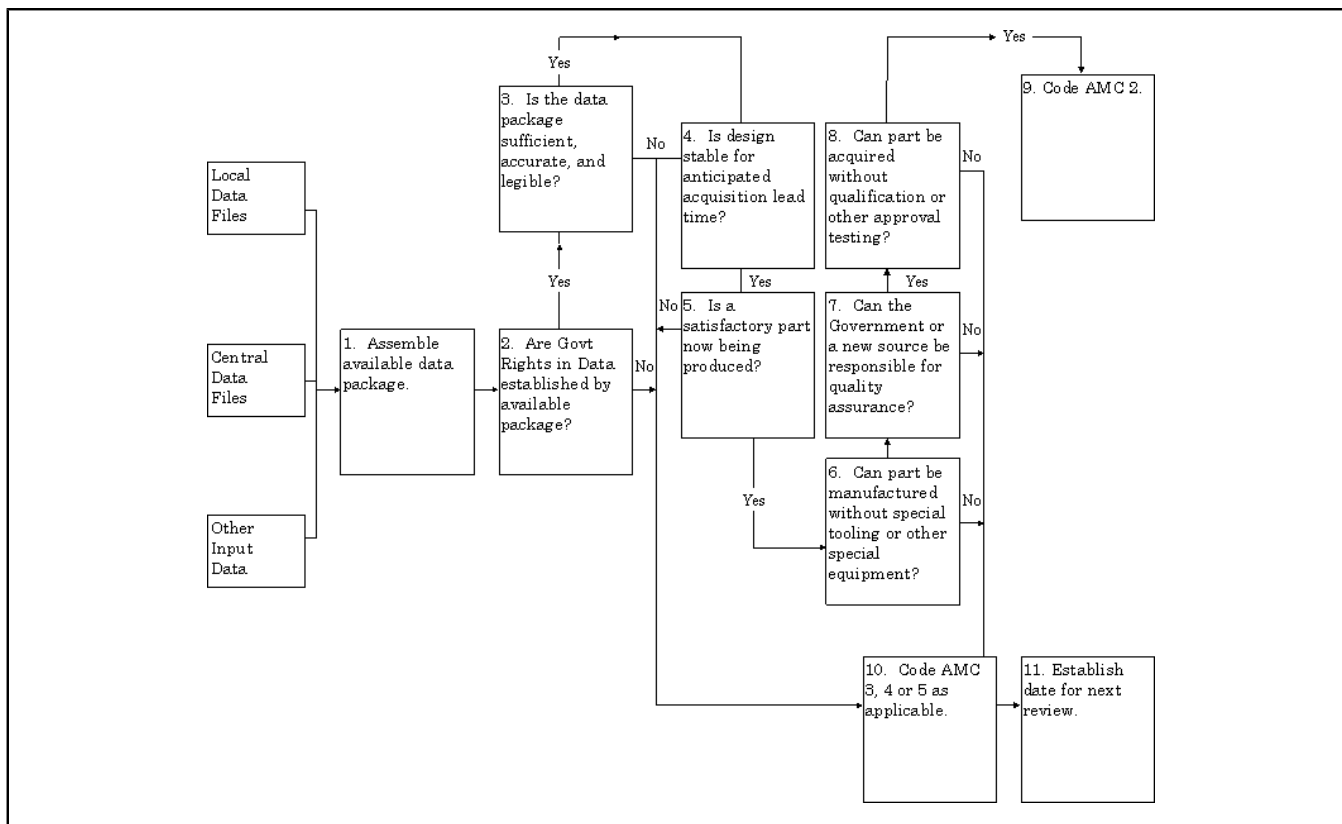 Local
Data
Files
Central
Data
Files
Other
Input
Data
1. Assemble
available data
package.
2. Are Govt
Rights in Data
established by
available
package?
No
Yes
3. Is the data
package
sufficient,
accurate, and
legible?
Yes
No
4. Is design
stable for
anticipated
acquisition lead
time?
Yes
No
5. Is a
satisfactory part
now being
produced?
Yes
6. Can part be
manufactured
without special
tooling or other
special
equipment?
No
7. Can the
Government or
a new source be
responsible for
quality
assurance?
No
Yes
8. Can part be
acquired
without
qualification or
other approval
testing?
No
Yes
9. Code AMC 2.
10. Code AMC
3, 4 or 5 as
applicable.
11. Establish
date for next
review.